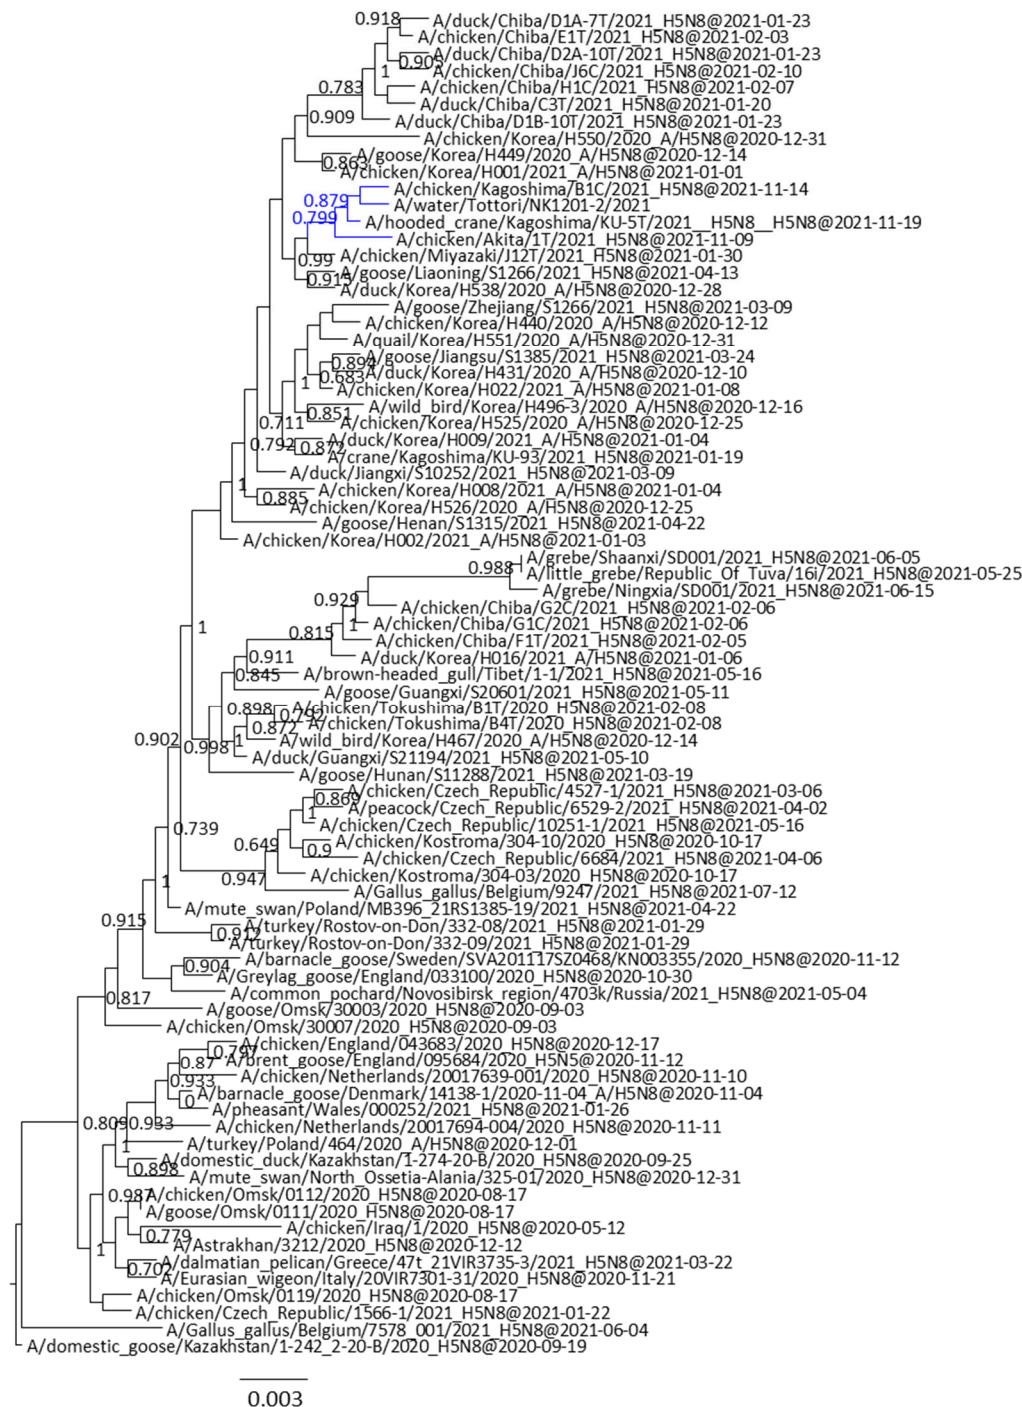 0.918 A/duck/Chiba/D1A-7T/2021_H5N8@2021-01-23
A/chicken/Chiba/E1T/2021_H5N8@2021-02-03
A/duck/Chiba/D2A-10T/2021_H5N8@2021-01-23
0.905
A/chicken/Chiba/J6C/2021_H5N8@2021-02-10
1
0.783 A/chicken/Chiba/H1C/2021_H5N8@2021-02-07
A/duck/Chiba/C3T/2021_H5N8@2021-01-20
0.909 A/duck/Chiba/D1B-10T/2021_H5N8@2021-01-23
A/chicken/Korea/H550/2020_A/H5N8@2020-12-31
A/goose/Korea/H449/2020_A/H5N8@2020-12-14
0.863
A/chicken/Korea/H001/2021_A/H5N8@2021-01-01
A/chicken/Kagoshima/B1C/2021_H5N8@2021-11-14
0.879 A/water/Tottori/NK1201-2/2021
0.799 A/hooded_crane/Kagoshima/KU-5T/2021__H5N8__H5N8@2021-11-19
A/chicken/Akita/1T/2021_H5N8@2021-11-09
0.99 A/chicken/Miyazaki/J12T/2021_H5N8@2021-01-30
0.915 A/goose/Liaoning/S1266/2021_H5N8@2021-04-13
A/duck/Korea/H538/2020_A/H5N8@2020-12-28
A/goose/Zhejiang/S1266/2021_H5N8@2021-03-09
A/chicken/Korea/H440/2020_A/H5N8@2020-12-12
A/quail/Korea/H551/2020_A/H5N8@2020-12-31
A/goose/Jiangsu/S1385/2021_H5N8@2021-03-24
0.894
0.683 A/duck/Korea/H431/2020_A/H5N8@2020-12-10
1 A/chicken/Korea/H022/2021_A/H5N8@2021-01-08
0.851 A/wild_bird/Korea/H496-3/2020_A/H5N8@2020-12-16
0.711 A/chicken/Korea/H525/2020_A/H5N8@2020-12-25
0.792 A/duck/Korea/H009/2021_A/H5N8@2021-01-04
0.872
A/crane/Kagoshima/KU-93/2021_H5N8@2021-01-19
A/duck/Jiangxi/S10252/2021_H5N8@2021-03-09
1 A/chicken/Korea/H008/2021_A/H5N8@2021-01-04
0.885
A/chicken/Korea/H526/2020_A/H5N8@2020-12-25
A/goose/Henan/S1315/2021_H5N8@2021-04-22
A/chicken/Korea/H002/2021_A/H5N8@2021-01-03
A/grebe/Shaanxi/SD001/2021_H5N8@2021-06-05
0.988 A/little_grebe/Republic_Of_Tuva/16i/2021_H5N8@2021-05-25
A/grebe/Ningxia/SD001/2021_H5N8@2021-06-15
0.929 A/chicken/Chiba/G2C/2021_H5N8@2021-02-06
1 A/chicken/Chiba/G1C/2021_H5N8@2021-02-06
1
0.815 A/chicken/Chiba/F1T/2021_H5N8@2021-02-05
0.911 A/duck/Korea/H016/2021_A/H5N8@2021-01-06
0.845 A/brown-headed_gull/Tibet/1-1/2021_H5N8@2021-05-16
A/goose/Guangxi/S20601/2021_H5N8@2021-05-11
0.898 A/chicken/Tokushima/B1T/2020_H5N8@2021-02-08
0.792
0.872 A/chicken/Tokushima/B4T/2020_H5N8@2021-02-08
0.902 0.998 1 A/wild_bird/Korea/H467/2020_A/H5N8@2020-12-14
A/duck/Guangxi/S21194/2021_H5N8@2021-05-10
A/goose/Hunan/S11288/2021_H5N8@2021-03-19
A/chicken/Czech_Republic/4527-1/2021_H5N8@2021-03-06
0.869
1 A/peacock/Czech_Republic/6529-2/2021_H5N8@2021-04-02
0.739 A/chicken/Czech_Republic/10251-1/2021_H5N8@2021-05-16
0.649 A/chicken/Kostroma/304-10/2020_H5N8@2020-10-17
0.9
A/chicken/Czech_Republic/6684/2021_H5N8@2021-04-06
0.947 A/chicken/Kostroma/304-03/2020_H5N8@2020-10-17
1 A/Gallus_gallus/Belgium/9247/2021_H5N8@2021-07-12
A/mute_swan/Poland/MB396_21RS1385-19/2021_H5N8@2021-04-22
0.915 A/turkey/Rostov-on-Don/332-08/2021_H5N8@2021-01-29
0.912
A/turkey/Rostov-on-Don/332-09/2021_H5N8@2021-01-29
A/barnacle_goose/Sweden/SVA201117SZ0468/KN003355/2020_H5N8@2020-11-12
0.904
A/Greylag_goose/England/033100/2020_H5N8@2020-10-30
0.817 A/common_pochard/Novosibirsk_region/4703k/Russia/2021_H5N8@2021-05-04
A/goose/Omsk/30003/2020_H5N8@2020-09-03
A/chicken/Omsk/30007/2020_H5N8@2020-09-03
A/chicken/England/043683/2020_H5N8@2020-12-17
0.797
0.87 A/brent_goose/England/095684/2020_H5N5@2020-11-12
0.933 A/chicken/Netherlands/20017639-001/2020_H5N8@2020-11-10
0 A/barnacle_goose/Denmark/14138-1/2020-11-04_A/H5N8@2020-11-04
A/pheasant/Wales/000252/2021_H5N8@2021-01-26
0.809 0.933 A/chicken/Netherlands/20017694-004/2020_H5N8@2020-11-11
1 A/turkey/Poland/464/2020_A/H5N8@2020-12-01
A/domestic_duck/Kazakhstan/1-274-20-B/2020_H5N8@2020-09-25
0.898
A/mute_swan/North_Ossetia-Alania/325-01/2020_H5N8@2020-12-31
0.987 A/chicken/Omsk/0112/2020_H5N8@2020-08-17
A/goose/Omsk/0111/2020_H5N8@2020-08-17
A/chicken/Iraq/1/2020_H5N8@2020-05-12
0.779
1 A/Astrakhan/3212/2020_H5N8@2020-12-12
A/dalmatian_pelican/Greece/47t_21VIR3735-3/2021_H5N8@2021-03-22
0.702
A/Eurasian_wigeon/Italy/20VIR7301-31/2020_H5N8@2020-11-21
A/chicken/Omsk/0119/2020_H5N8@2020-08-17
A/chicken/Czech_Republic/1566-1/2021_H5N8@2021-01-22
A/Gallus_gallus/Belgium/7578_001/2021_H5N8@2021-06-04
A/domestic_goose/Kazakhstan/1-242_2-20-B/2020_H5N8@2020-09-19
0.003